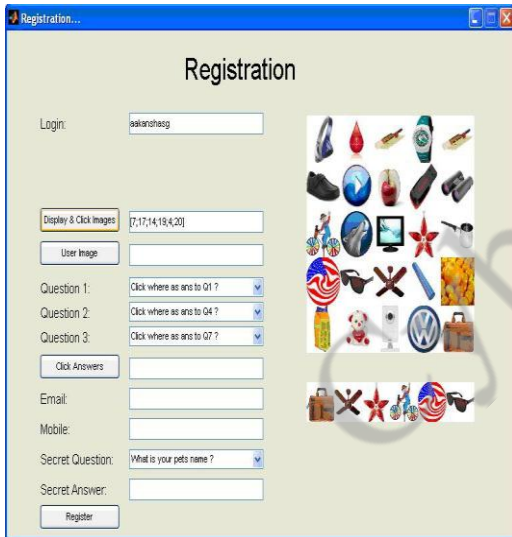 Registration...
Registration
Login: aakanshasg
Display & Click Images [7;17;14;19;4;20]
User Image
Question 1: Click where as ans to Q1 ?
Question 2: Click where as ans to Q4 ?
Question 3: Click where as ans to Q7 ?
Click Answers
Email:
Mobile:
Secret Question: What is your pets name ?
Secret Answer:
Register